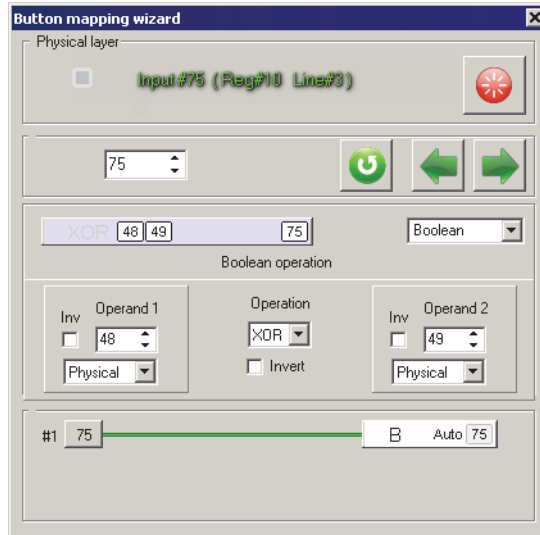 Button mapping wizard
Physical layer
Input#75 (Reg#10 Line#3)
75
XOR 48 49 75 Boolean
Boolean operation
Inv Operand 1 Operation Inv Operand 2
48 XOR 49
Physical Invert Physical
#1 75 B Auto 75